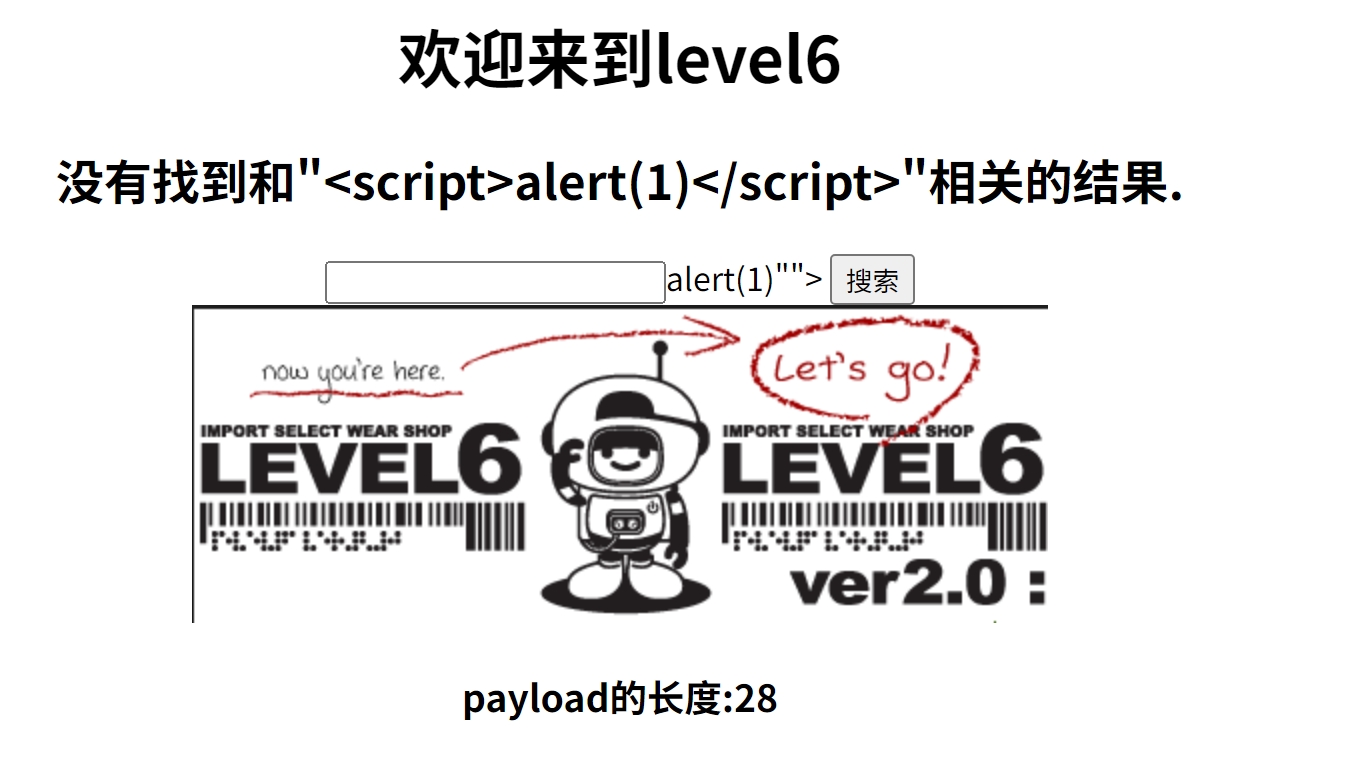 欢迎来到level6
没有找到和"<script>alert(1)</script>"相关的结果.
alert(1)"">
搜索
now you're here.
Let's go!
IMPORT SELECT WEAR SHOP
LEVEL6
IMPORT SELECT WEAR SHOP
LEVEL6
ver2.0 :
payload的长度:28